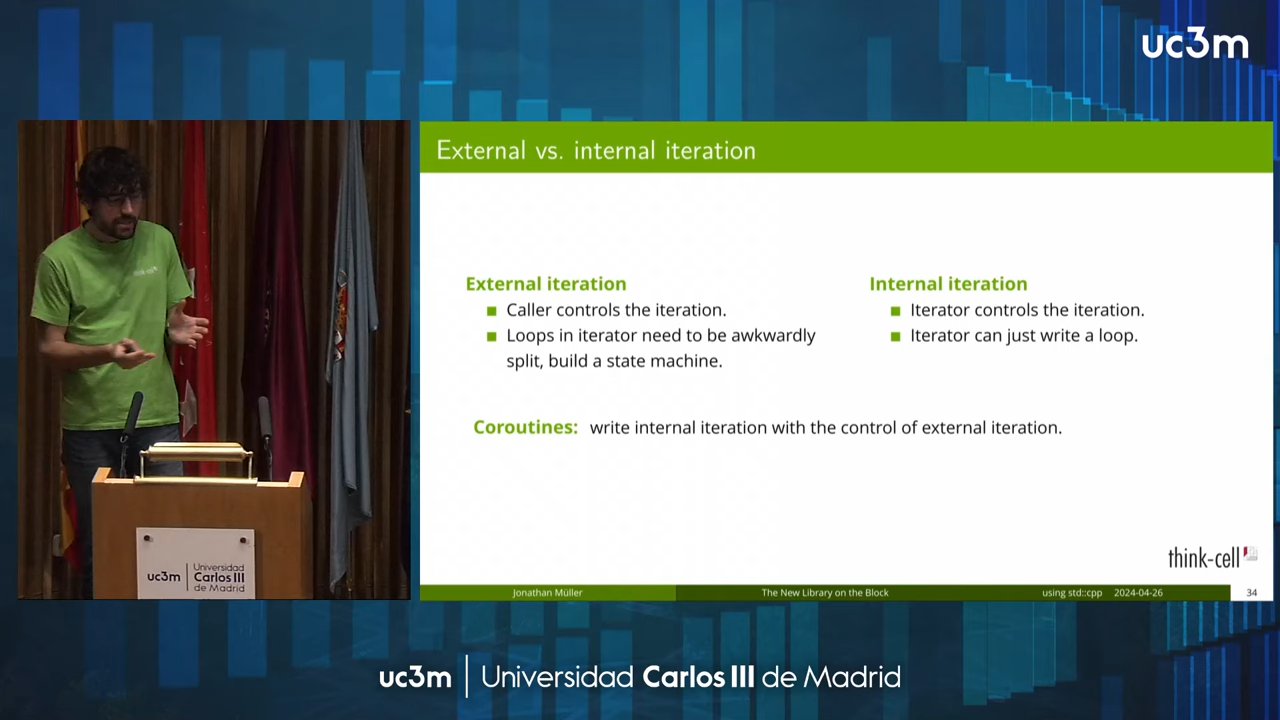 uc3m
External vs. internal iteration
External iteration
Caller controls the iteration.
Loops in iterator need to be awkwardly
split, build a state machine.
Internal iteration
Iterator controls the iteration.
Iterator can just write a loop.
Coroutines: write internal iteration with the control of external iteration.
think-cell
think-cell
Jonathan Müller
The New Library on the Block
using std::cpp 2024-04-26
34
uc3m
Universidad
Carlos III
de Madrid
uc3m Universidad Carlos III de Madrid